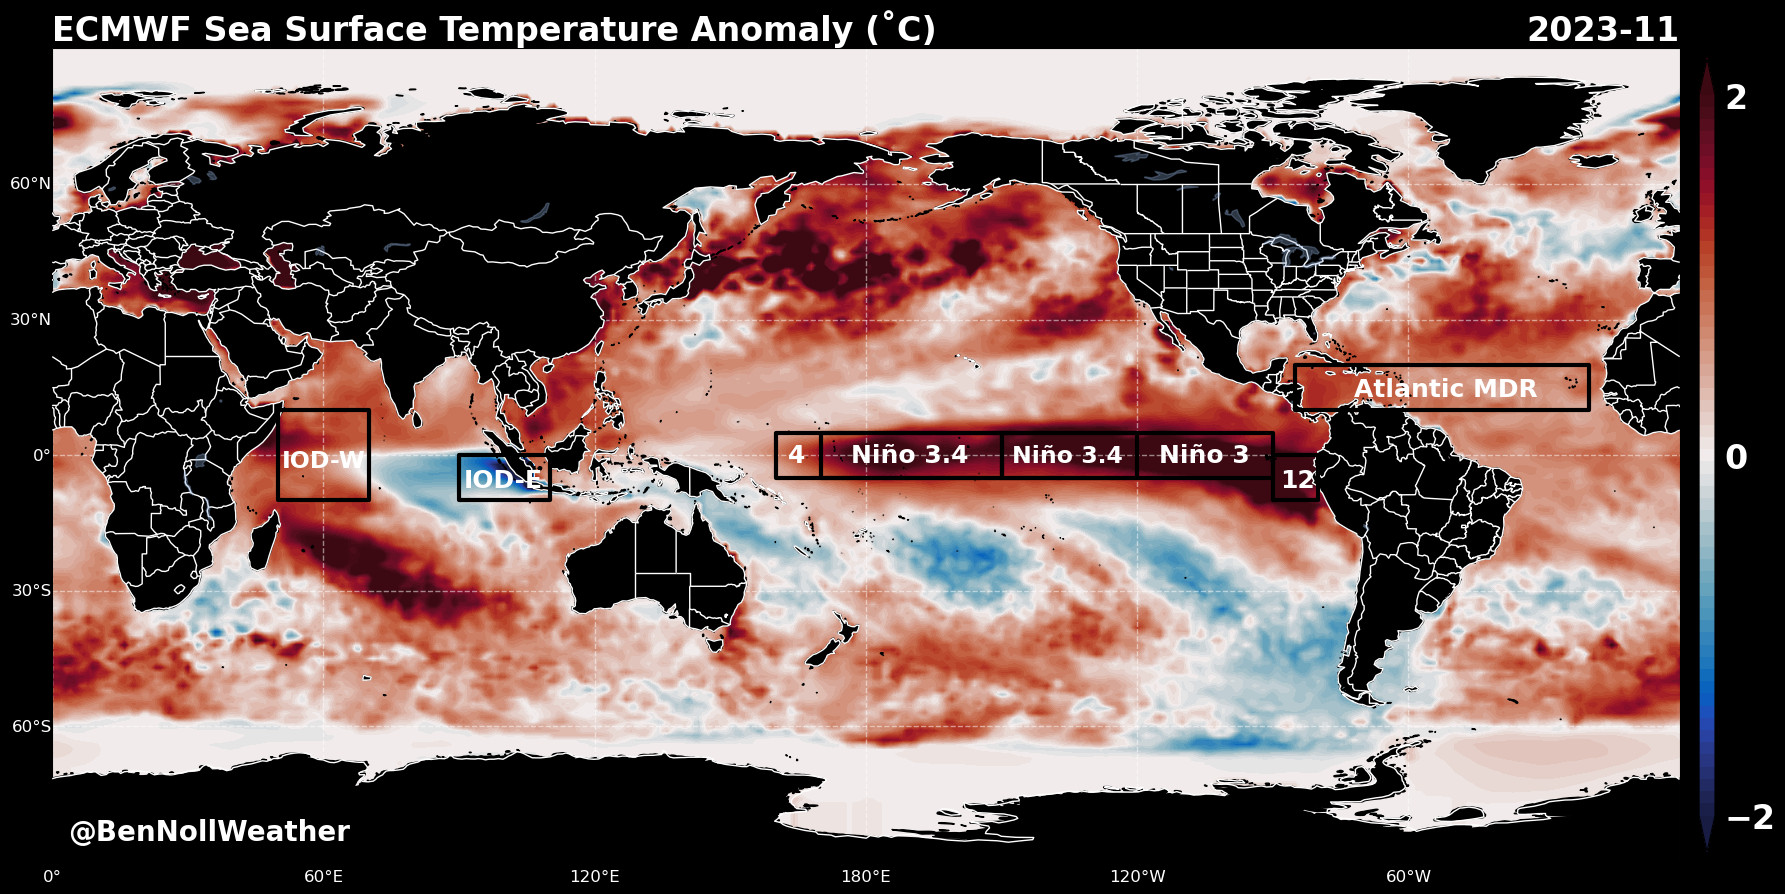 ECMWF Sea Surface Temperature Anomaly (˚C) 2023-11
2
60°N
30°N
Atlantic MDR
0°
IOD-W
IOD-E
4 Niño 3.4 Niño 3.4 Niño 3
12
0
30°S
60°S
−2
@BenNollWeather
0° 60°E 120°E 180°E 120°W 60°W